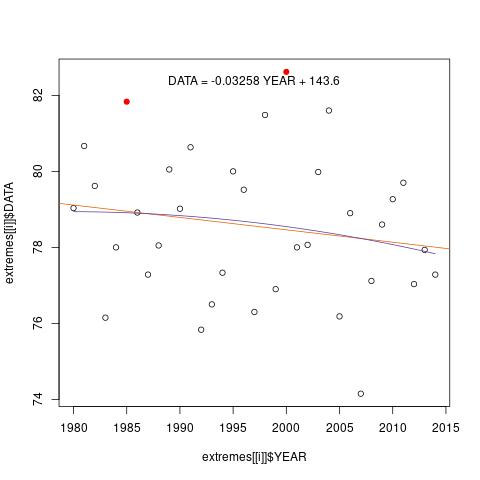 DATA = -0.03258 YEAR + 143.6
extremes[[i]]$DATA
82
80
78
76
74
1980 1985 1990 1995 2000 2005 2010 2015
extremes[[i]]$YEAR